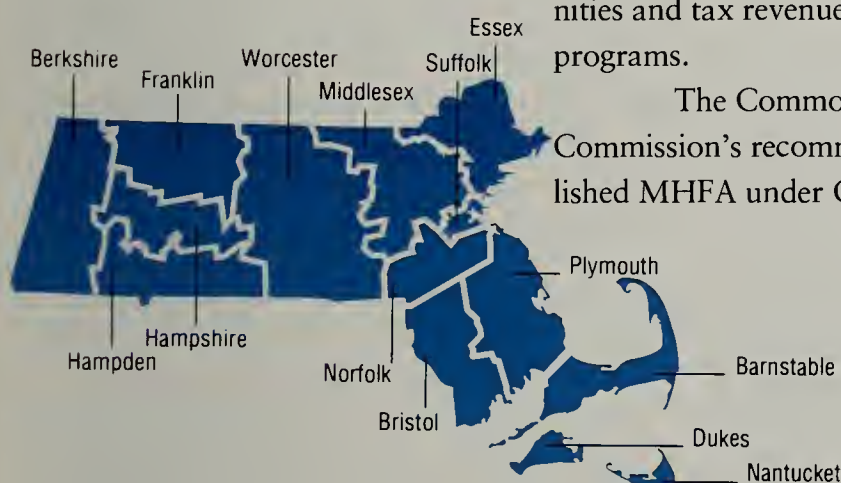 nities and tax revenue
programs.
The Commo
Commission's recomm
lished MHFA under
Essex
Berkshire
Worcester
Suffolk
Franklin
Middlesex
Plymouth
Hampshire
Hampden
Norfolk
Barnstable
Bristol
Dukes
Nantucket